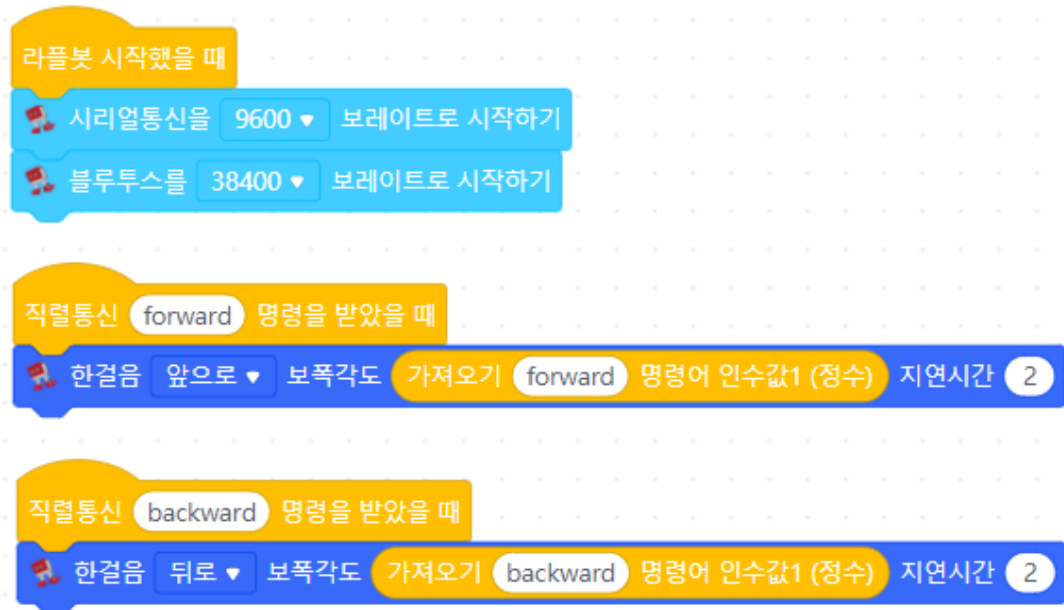 라플봇 시작했을 때
시리얼통신을 9600 보레이트로 시작하기
블루투스를 38400 보레이트로 시작하기
직렬통신 forward 명령을 받았을 때
한걸음 앞으로 보폭각도 가져오기 forward 명령어 인수값1 (정수) 지연시간 2
직렬통신 backward 명령을 받았을 때
한걸음 뒤로 보폭각도 가져오기 backward 명령어 인수값1 (정수) 지연시간 2